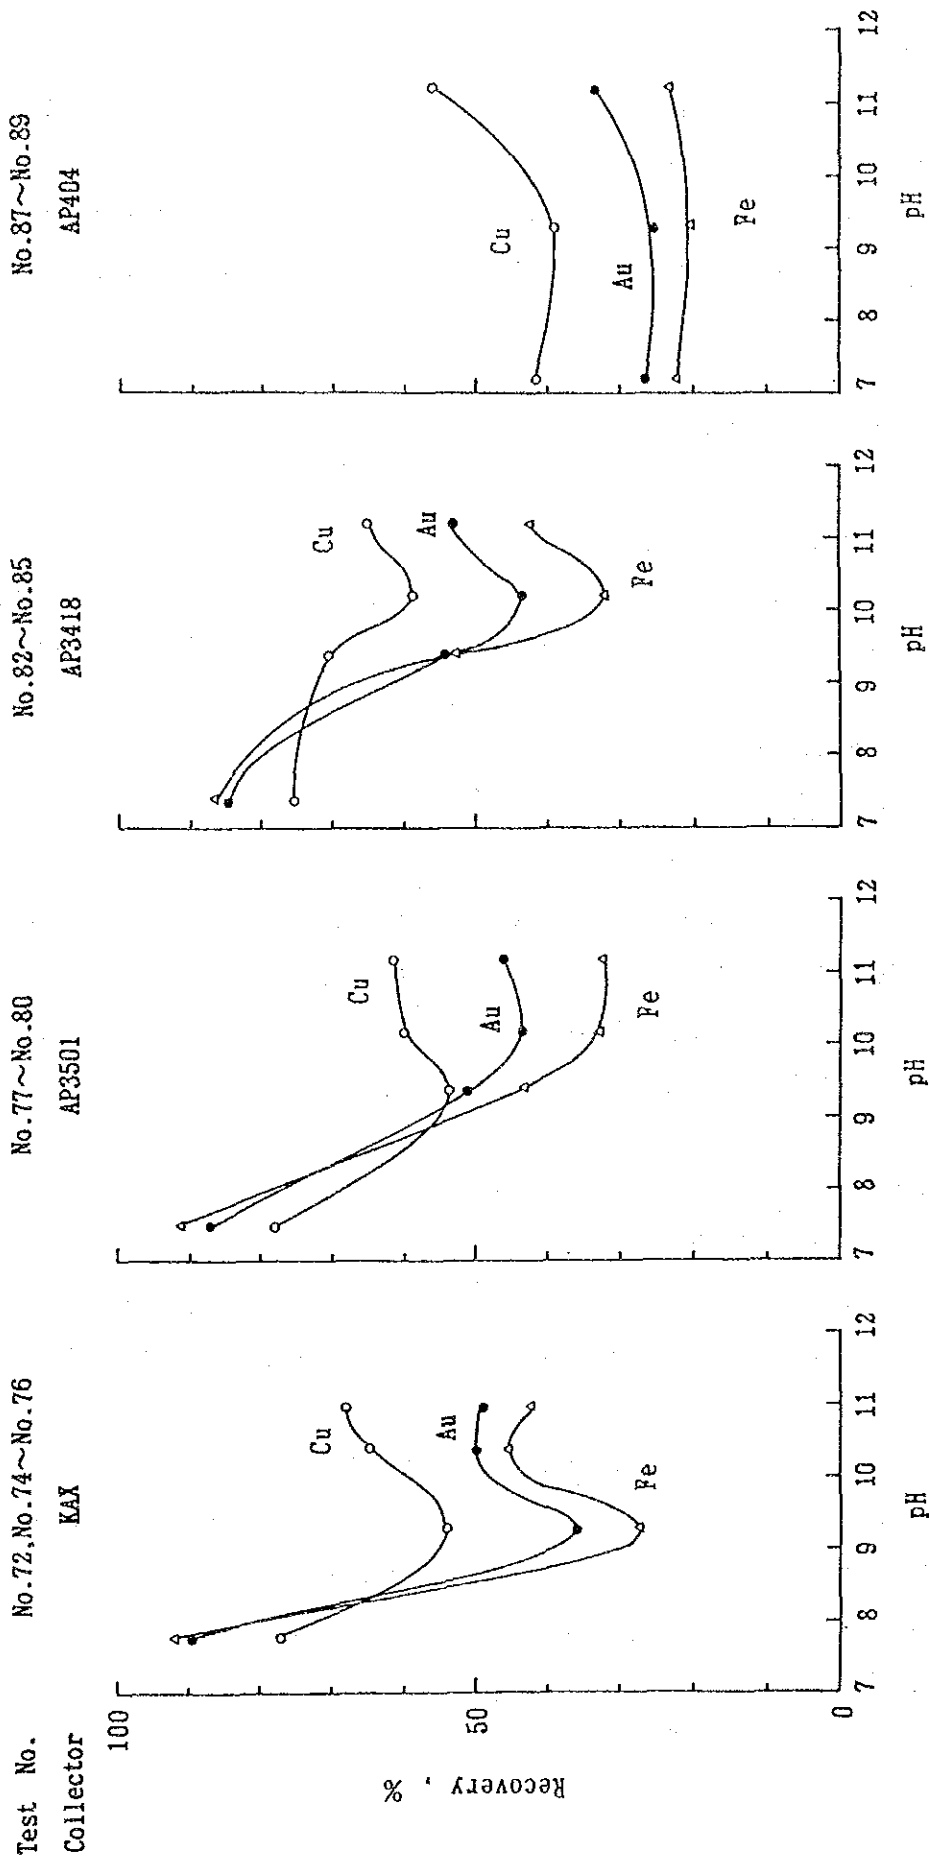 Test No.
No.72,No.74~No.76
No.77~No.80
No.82~No.85
No.87~No.89
Collector
KAX
AP3501
AP3418
AP404
Recovery , %
100
50
0
Cu
Au
Fe
7 8 9 10 11 12
pH
Cu
Au
Fe
7 8 9 10 11 12
pH
Cu
Au
Fe
7 8 9 10 11 12
pH
Cu
Au
Fe
7 8 9 10 11 12
pH